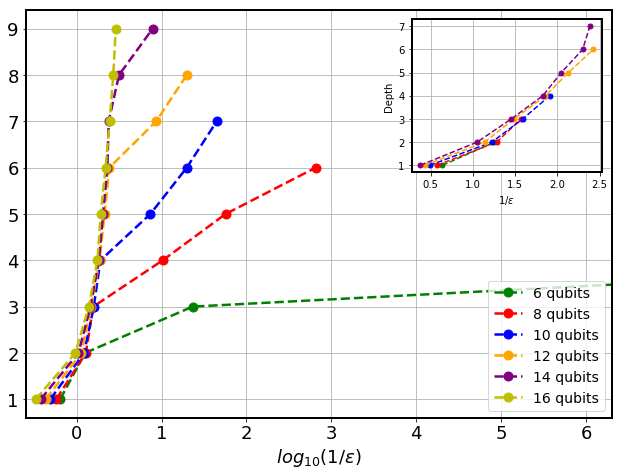 9
8
7
6
5
4
3
2
1
0 1 2 3 4 5 6
log₁₀(1/ε)
7
6
5
4
3
2
1
Depth
0.5 1.0 1.5 2.0 2.5
1/ε
6 qubits
8 qubits
10 qubits
12 qubits
14 qubits
16 qubits